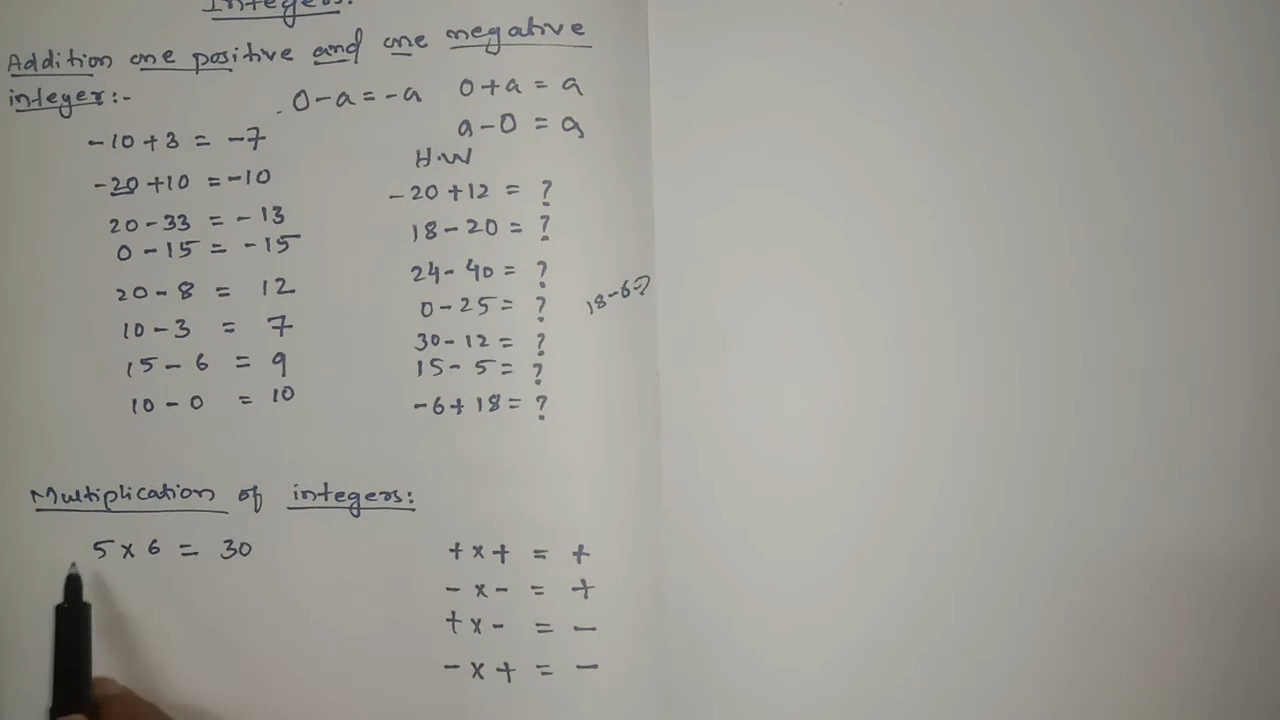 Integers:
Addition one positive and one negative
integer:-
0-a=-a 0+a = a
a-0 = a
-10+3 = -7
-20+10 =-10
20-33 = -13
0-15 = -15
20-8 = 12
10-3 = 7
15-6 = 9
10-0 = 10
H.W
-20+12 = ?
18-20 = ?
24-40 = ?
0-25 = ?
30-12 = ?
15-5 = ?
-6+18 = ?
18-6=?
Multiplication of integers:
5×6 = 30
+×+ = +
-×- = +
+×- = -
-×+ = -